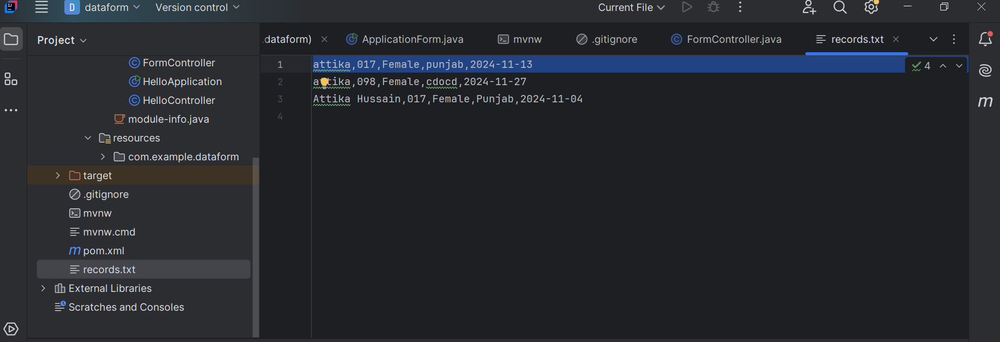 D dataform Version control Current File
Project
FormController
HelloApplication
HelloController
module-info.java
resources
com.example.dataform
target
.gitignore
mvnw
mvnw.cmd
m pom.xml
records.txt
External Libraries
Scratches and Consoles
.dataform) ApplicationForm.java mvnw .gitignore FormController.java records.txt
1 attika,017,Female,punjab,2024-11-13 4
2 attika,098,Female,cdocd,2024-11-27
3 Attika Hussain,017,Female,Punjab,2024-11-04
4
m